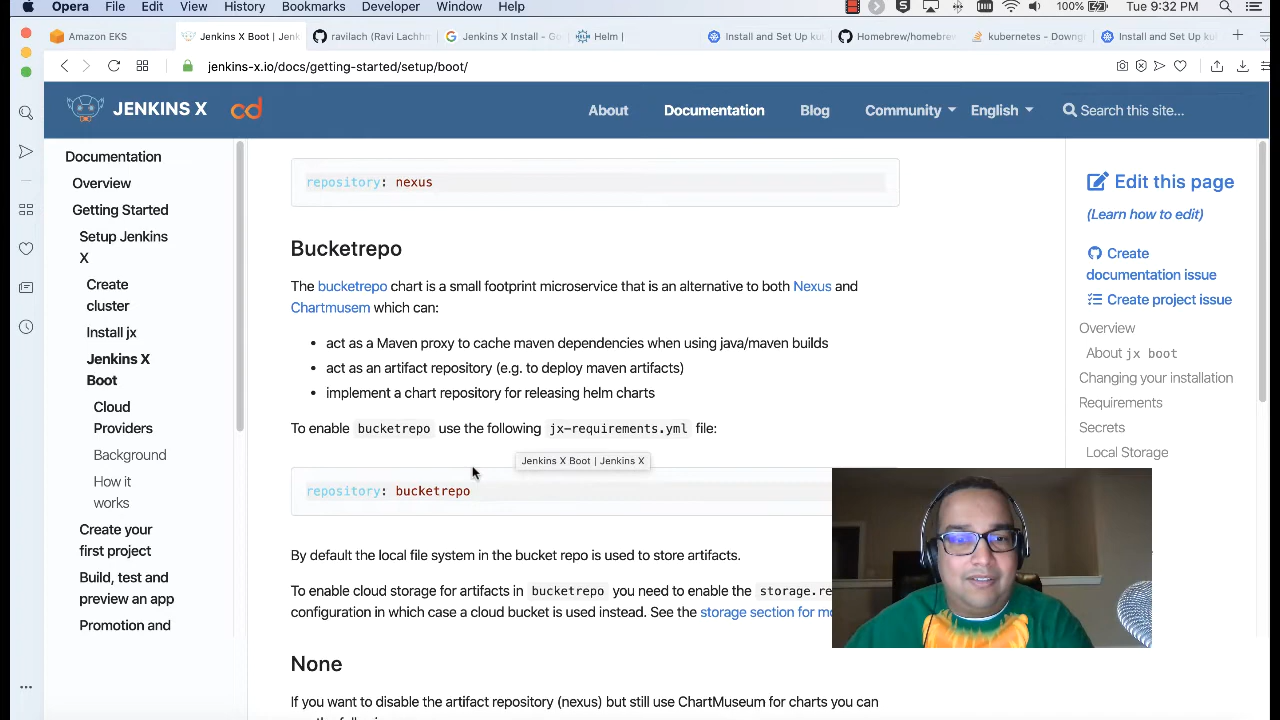 Opera File Edit View History Bookmarks Developer Window Help 100% Tue 9:32 PM
Amazon EKS
Jenkins X Boot | Jenk
ravilach (Ravi Lachh
Jenkins X Install - Go
Helm |
Install and Set Up ku
Homebrew/homebrew
kubernetes - Downgr
Install and Set Up ku
jenkins-x.io/docs/getting-started/setup/boot/
JENKINS X cd
About Documentation Blog Community English Search this site...
Documentation
Overview
Getting Started
Setup Jenkins
X
Create
cluster
Install jx
Jenkins X
Boot
Cloud
Providers
Background
How it
works
Create your
first project
Build, test and
preview an app
Promotion and
repository: nexus
Bucketrepo
The bucketrepo chart is a small footprint microservice that is an alternative to both Nexus and
Chartmusem which can:
• act as a Maven proxy to cache maven dependencies when using java/maven builds
• act as an artifact repository (e.g. to deploy maven artifacts)
• implement a chart repository for releasing helm charts
To enable bucketrepo use the following jx-requirements.yml file:
Jenkins X Boot | Jenkins X
repository: bucketrepo
By default the local file system in the bucket repo is used to store artifacts.
To enable cloud storage for artifacts in bucketrepo you need to enable the storage.re
configuration in which case a cloud bucket is used instead. See the storage section for mo
None
If you want to disable the artifact repository (nexus) but still use ChartMuseum for charts you can
Edit this page
(Learn how to edit)
Create
documentation issue
Create project issue
Overview
About jx boot
Changing your installation
Requirements
Secrets
Local Storage